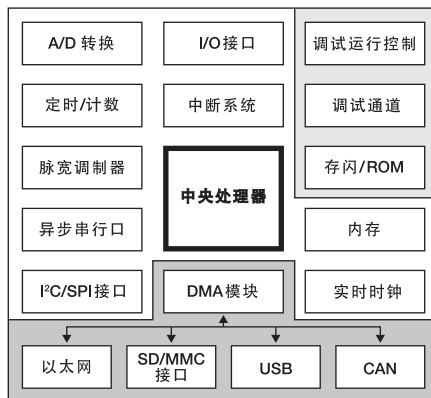 A/D 转换
I/O接口
调试运行控制
定时/计数
中断系统
调试通道
脉宽调制器
中央处理器
存闪/ROM
异步串行口
内存
I²C/SPI接口
DMA模块
实时时钟
以太网
SD/MMC
接口
USB
CAN